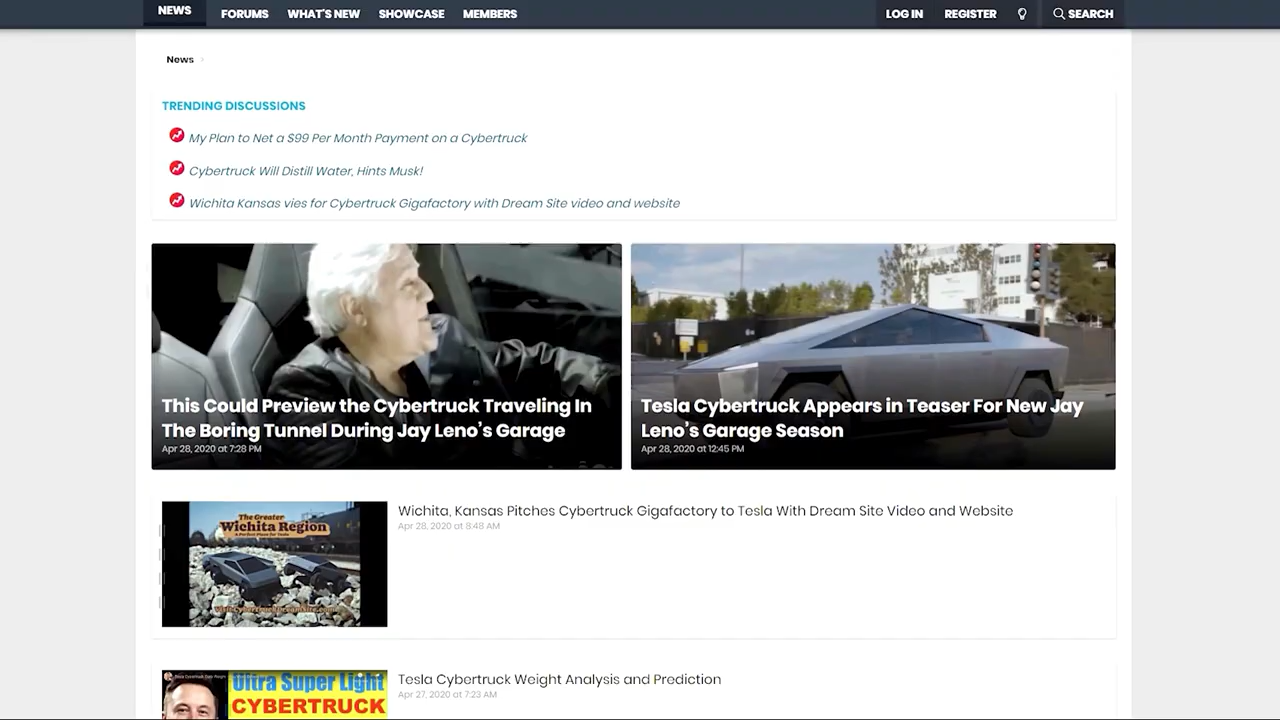 NEWS
FORUMS
WHAT'S NEW
SHOWCASE
MEMBERS
LOG IN
REGISTER
SEARCH
News
TRENDING DISCUSSIONS
My Plan to Net a $99 Per Month Payment on a Cybertruck
Cybertruck Will Distill Water, Hints Musk!
Wichita Kansas vies for Cybertruck Gigafactory with Dream Site video and website
This Could Preview the Cybertruck Traveling In
The Boring Tunnel During Jay Leno's Garage
Apr 28, 2020 at 7:28 PM
Tesla Cybertruck Appears in Teaser For New Jay
Leno's Garage Season
Apr 28, 2020 at 12:45 PM
The Greater
Wichita Region
A Perfect Place for Tesla
VisitCybertruckDreamSite.com
Wichita, Kansas Pitches Cybertruck Gigafactory to Tesla With Dream Site Video and Website
Apr 28, 2020 at 8:48 AM
Ultra Super Light
CYBERTRUCK
Tesla Cybertruck Weight Analysis and Prediction
Apr 27, 2020 at 7:23 AM